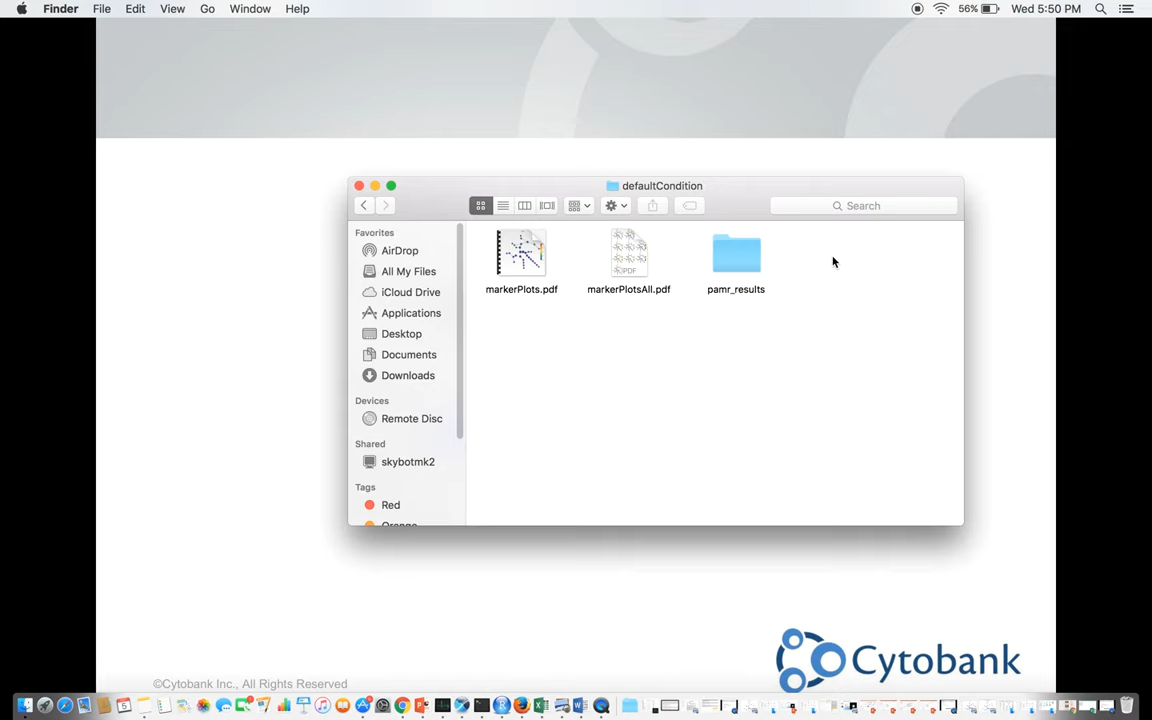 Finder File Edit View Go Window Help 56% Wed 5:50 PM
defaultCondition
Search
Favorites
AirDrop
All My Files
iCloud Drive
Applications
Desktop
Documents
Downloads
Devices
Remote Disc
Shared
skybotmk2
Tags
Red
Orange
PDF
markerPlots.pdf markerPlotsAll.pdf pamr_results
Cytobank
©Cytobank Inc., All Rights Reserved